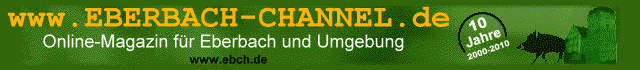 www.EBERBACH-CHANNEL.de
Online-Magazin für Eberbach und Umgebung
www.ebch.de
10
Jahre
2000-2010